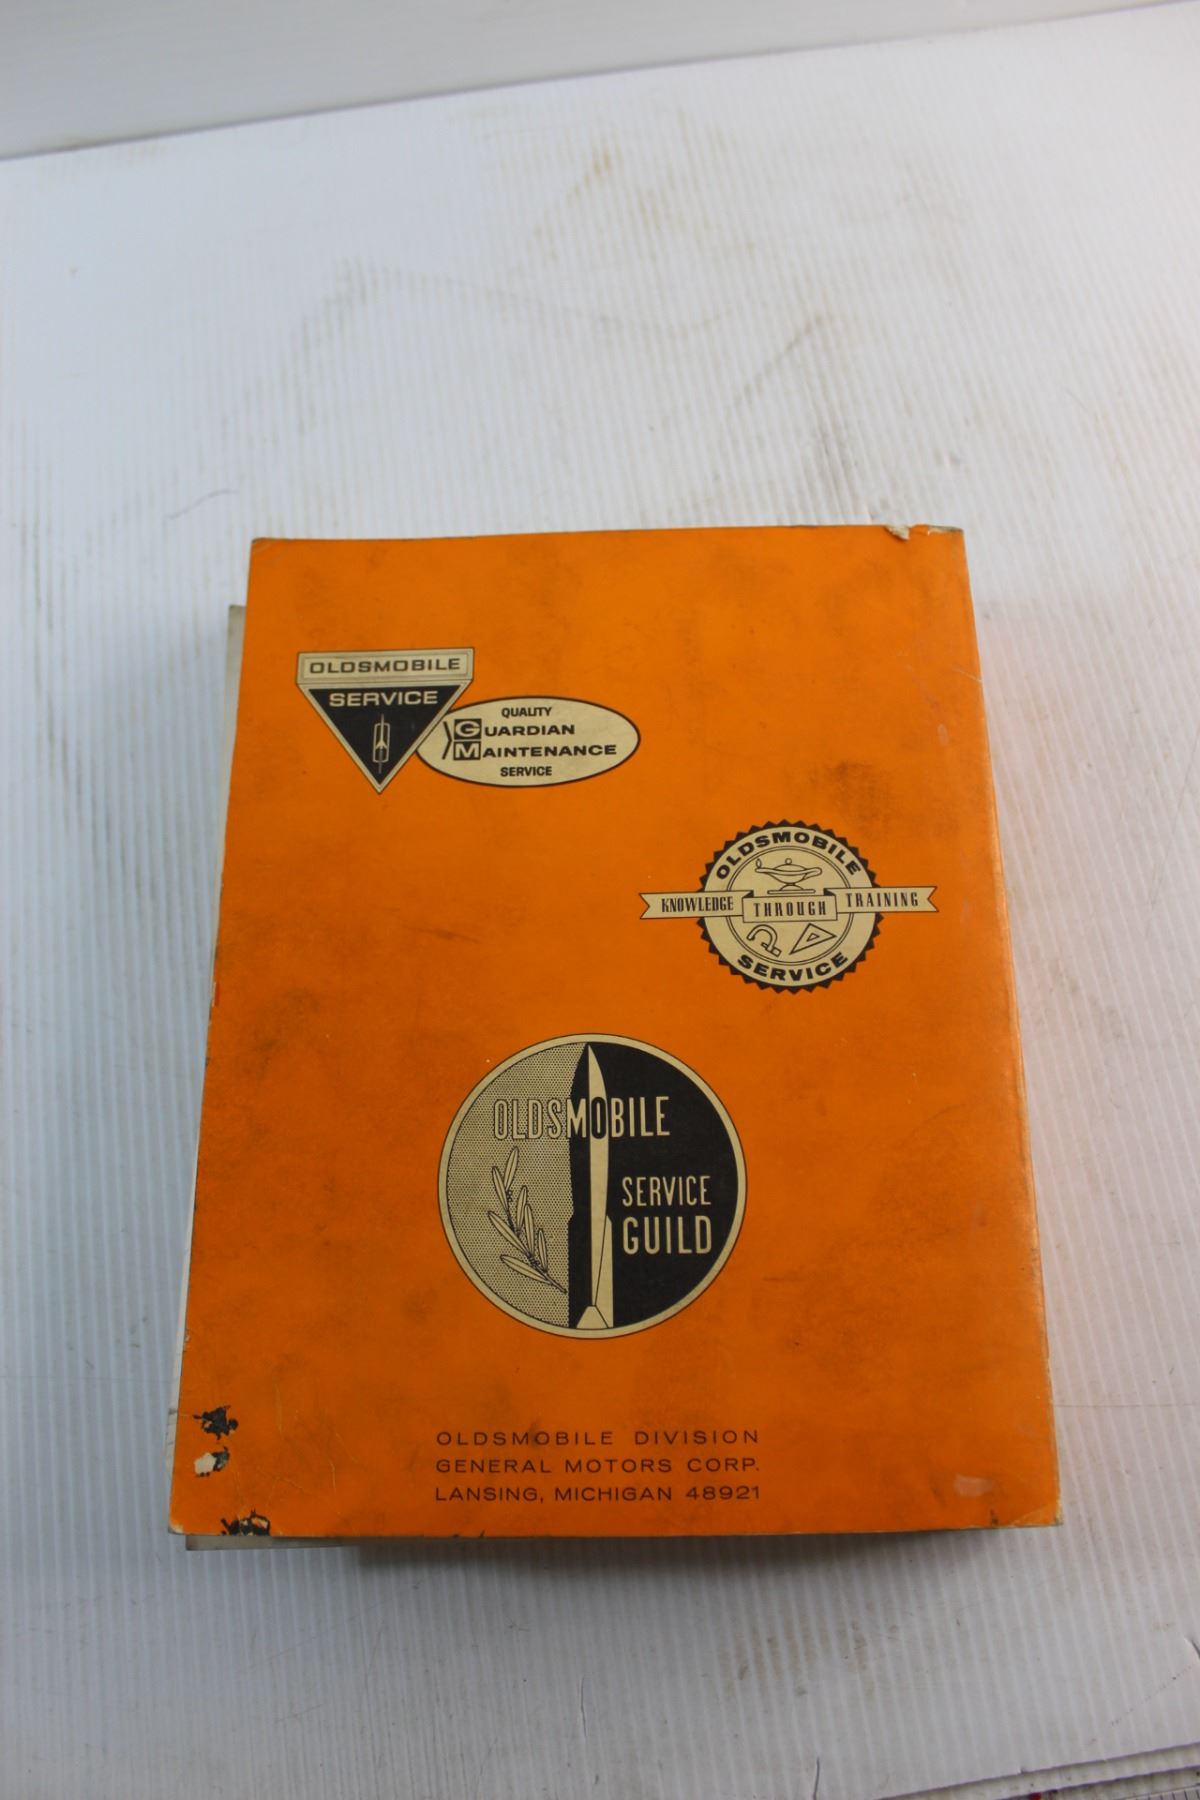 OLDSMOBILE
SERVICE
QUALITY
GUARDIAN
MAINTENANCE
SERVICE
OLDSMOBILE
KNOWLEDGE THROUGH TRAINING
SERVICE
OLDSMOBILE
SERVICE
GUILD
OLDSMOBILE DIVISION
GENERAL MOTORS CORP.
LANSING, MICHIGAN 48921